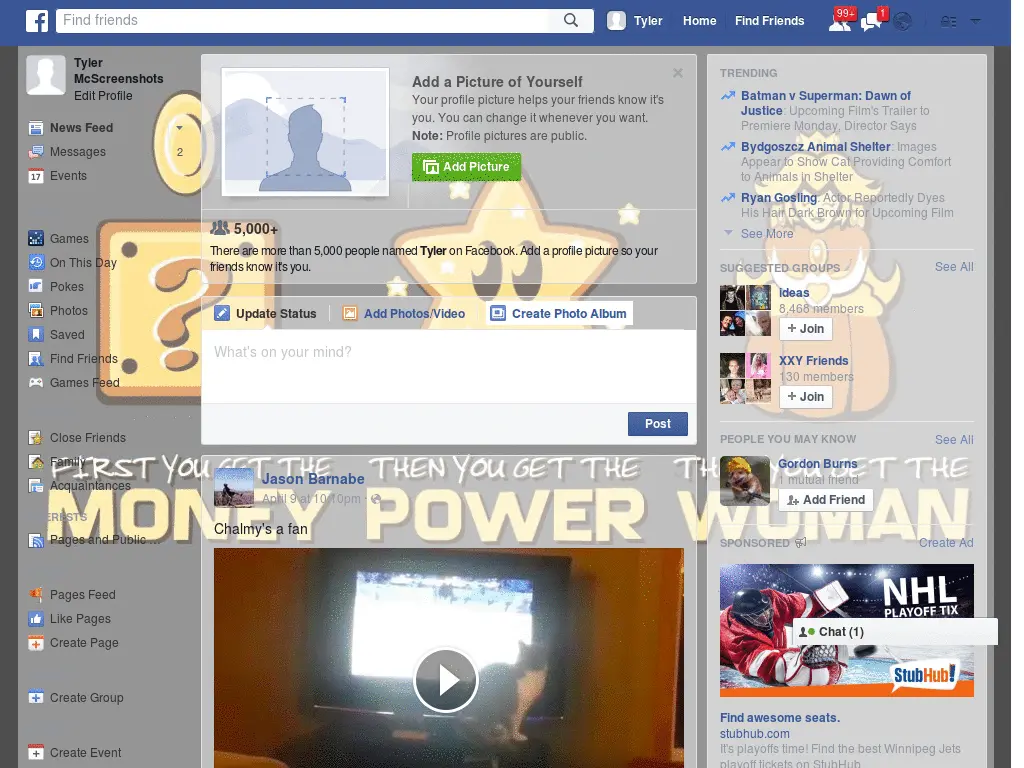 Find friends
Tyler
Home
Find Friends
99+
1
Tyler
McScreenshots
Edit Profile
News Feed
Messages
2
17
Events
Games
On This Day
Pokes
Photos
Saved
Find Friends
Games Feed
Close Friends
Family
Acquaintances
Pages and Public ...
Pages Feed
Like Pages
Create Page
Create Group
Create Event
?
Add a Picture of Yourself
Your profile picture helps your friends know it's
you. You can change it whenever you want.
Note: Profile pictures are public.
Add Picture
5,000+
There are more than 5,000 people named Tyler on Facebook. Add a profile picture so your
friends know it's you.
Update Status
Add Photos/Video
Create Photo Album
What's on your mind?
Post
FIRST YOU GET THE THEN YOU GET THE TH YOU GET THE
MONEY POWER WOMAN
Jason Barnabe
April 9 at 10:10pm ·
Chalmy's a fan
TRENDING
Batman v Superman: Dawn of
Justice: Upcoming Film's Trailer to
Premiere Monday, Director Says
Bydgoszcz Animal Shelter: Images
Appear to Show Cat Providing Comfort
to Animals in Shelter
Ryan Gosling: Actor Reportedly Dyes
His Hair Dark Brown for Upcoming Film
See More
SUGGESTED GROUPS
See All
Ideas
8,468 members
+ Join
XXY Friends
130 members
+ Join
PEOPLE YOU MAY KNOW
See All
Gordon Burns
1 mutual friend
Add Friend
SPONSORED
Create Ad
NHL
PLAYOFF TIX
Chat (1)
StubHub!
Find awesome seats.
stubhub.com
It's playoffs time! Find the best Winnipeg Jets
playoff tickets on StubHub